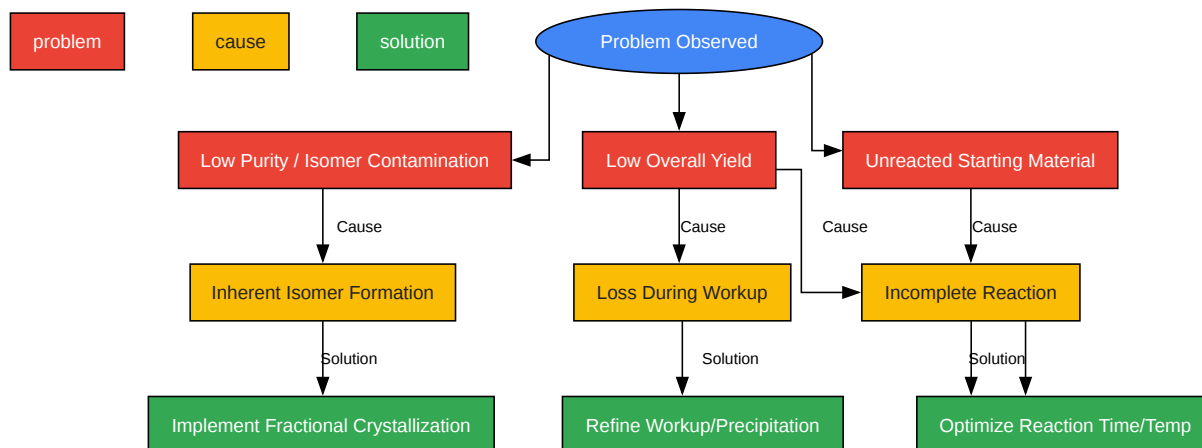 problem
cause
solution
Problem Observed
Low Purity / Isomer Contamination
Low Overall Yield
Unreacted Starting Material
Cause
Cause
Cause
Cause
Inherent Isomer Formation
Loss During Workup
Incomplete Reaction
Solution
Solution
Solution
Implement Fractional Crystallization
Refine Workup/Precipitation
Optimize Reaction Time/Temp